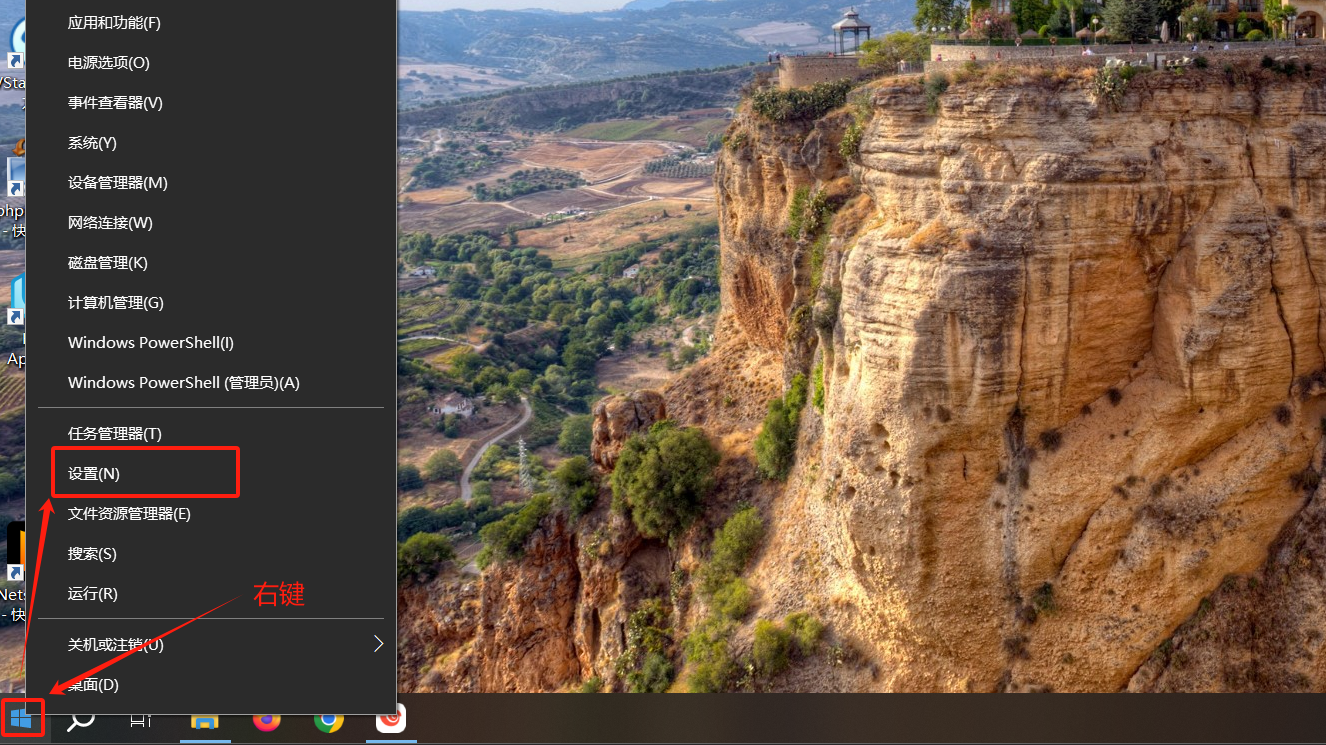 应用和功能(F)
电源选项(O)
事件查看器(V)
系统(Y)
设备管理器(M)
网络连接(W)
磁盘管理(K)
计算机管理(G)
Windows PowerShell(I)
Windows PowerShell (管理员)(A)
任务管理器(T)
设置(N)
文件资源管理器(E)
搜索(S)
运行(R)
右键
关机或注销(U)
桌面(D)
- 快
- 快